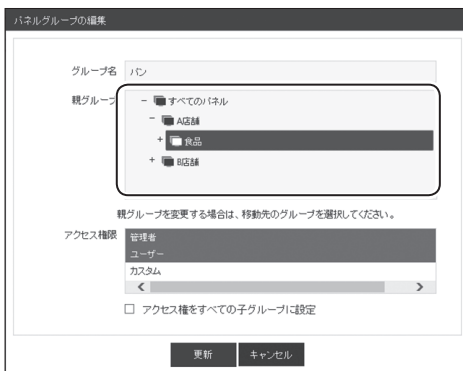 パネルグループの編集
グループ名 パン
親グループ
− すべてのパネル
− A店舗
+ 食品
+ B店舗
親グループを変更する場合は、移動先のグループを選択してください。
アクセス権限 管理者
ユーザー
カスタム
アクセス権をすべての子グループに設定
更新 キャンセル